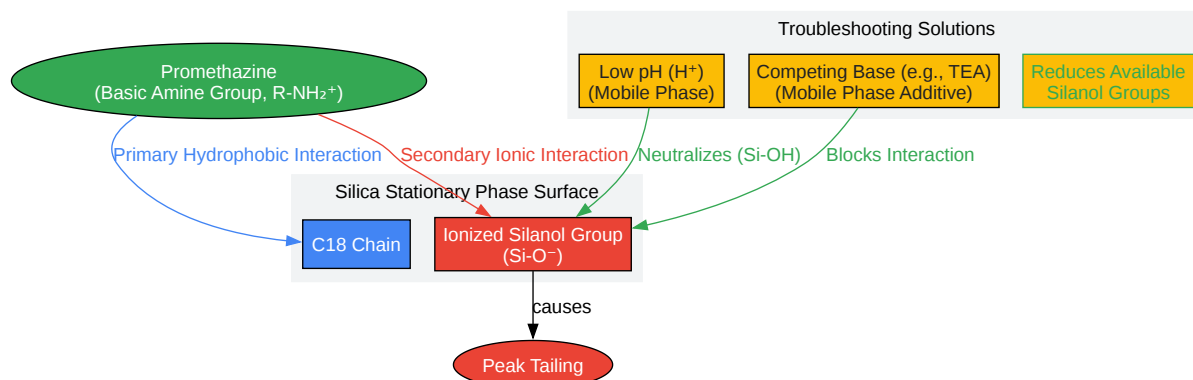 Troubleshooting Solutions
Promethazine
(Basic Amine Group, R-NH₂⁺)
Low pH (H⁺)
(Mobile Phase)
Competing Base (e.g., TEA)
(Mobile Phase Additive)
Reduces Available
Silanol Groups
Primary Hydrophobic Interaction
Secondary Ionic Interaction
Neutralizes (Si-OH)
Blocks Interaction
Silica Stationary Phase Surface
C18 Chain
Ionized Silanol Group
(Si-O⁻)
causes
Peak Tailing